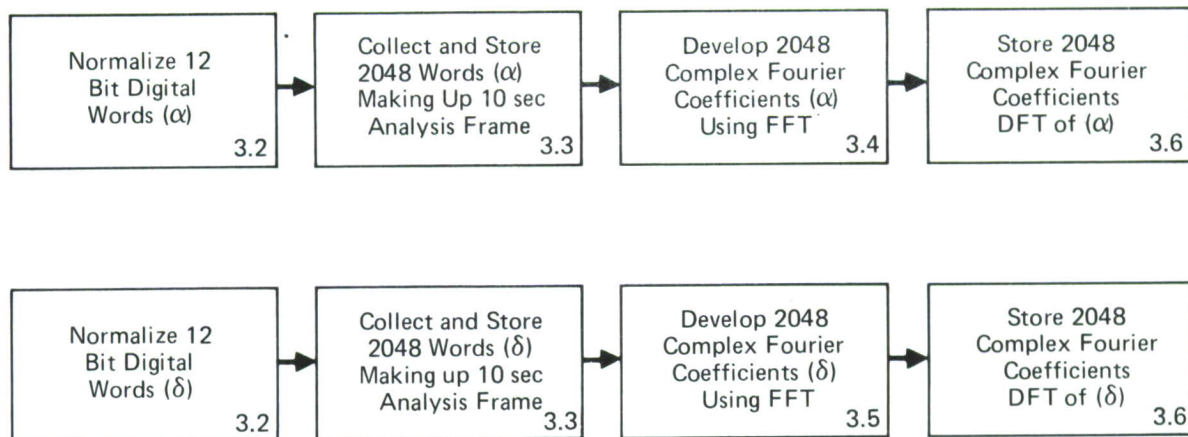 Normalize 12
Bit Digital
Words (α)
3.2
Collect and Store
2048 Words (α)
Making Up 10 sec
Analysis Frame
3.3
Develop 2048
Complex Fourier
Coefficients (α)
Using FFT
3.4
Store 2048
Complex Fourier
Coefficients
DFT of (α)
3.6
Normalize 12
Bit Digital
Words (δ)
3.2
Collect and Store
2048 Words (δ)
Making up 10 sec
Analysis Frame
3.3
Develop 2048
Complex Fourier
Coefficients (δ)
Using FFT
3.5
Store 2048
Complex Fourier
Coefficients
DFT of (δ)
3.6